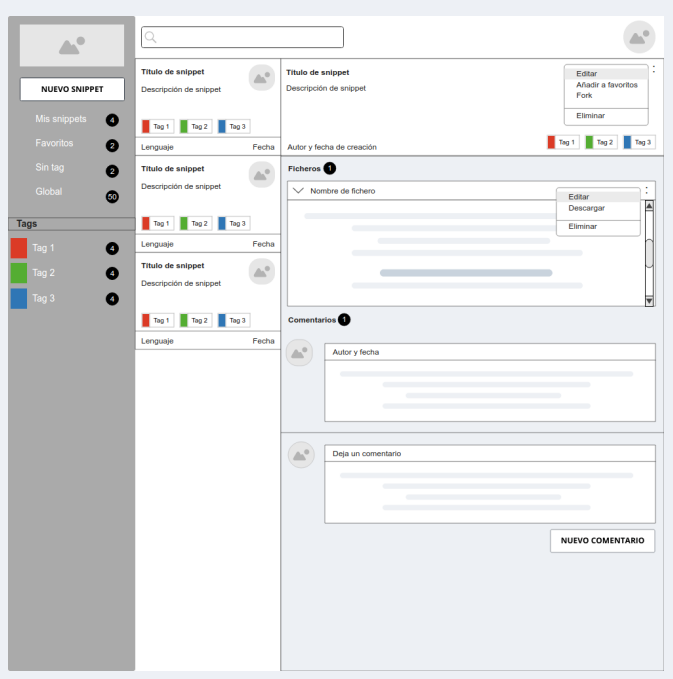 NUEVO SNIPPET
Mis snippets 4
Favoritos 2
Sin tag 2
Global 50
Tags
Tag 1 4
Tag 2 4
Tag 3 4
Título de snippet
Descripción de snippet
Tag 1 Tag 2 Tag 3
Lenguaje Fecha
Título de snippet
Descripción de snippet
Tag 1 Tag 2 Tag 3
Lenguaje Fecha
Título de snippet
Descripción de snippet
Tag 1 Tag 2 Tag 3
Lenguaje Fecha
Título de snippet
Descripción de snippet
Editar
Añadir a favoritos
Fork
Eliminar
Tag 1 Tag 2 Tag 3
Autor y fecha de creación
Ficheros 1
Nombre de fichero
Editar
Descargar
Eliminar
Comentarios 1
Autor y fecha
Deja un comentario
NUEVO COMENTARIO